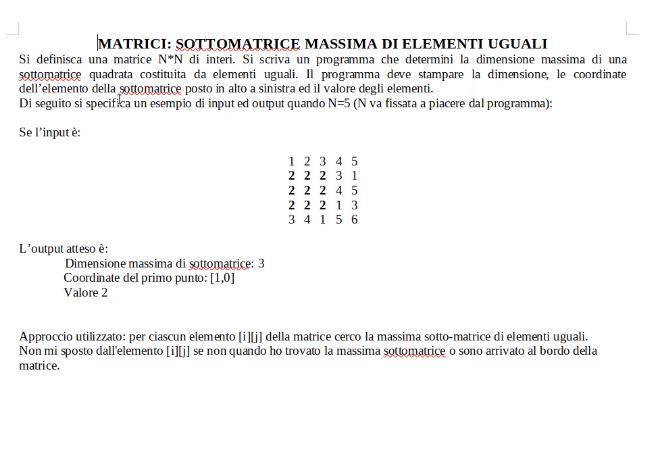 MATRICI: SOTTOMATRICE MASSIMA DI ELEMENTI UGUALI
Si definisca una matrice N*N di interi. Si scriva un programma che determini la dimensione massima di una
sottomatrice quadrata costituita da elementi uguali. Il programma deve stampare la dimensione, le coordinate
dell'elemento della sottomatrice posto in alto a sinistra ed il valore degli elementi.
Di seguito si specifica un esempio di input ed output quando N=5 (N va fissata a piacere dal programma):
Se l'input è:
1 2 3 4 5
2 2 2 3 1
2 2 2 4 5
2 2 2 1 3
3 4 1 5 6
L'output atteso è:
Dimensione massima di sottomatrice: 3
Coordinate del primo punto: [1,0]
Valore 2
Approccio utilizzato: per ciascun elemento [i][j] della matrice cerco la massima sotto-matrice di elementi uguali.
Non mi sposto dall'elemento [i][j] se non quando ho trovato la massima sottomatrice o sono arrivato al bordo della
matrice.